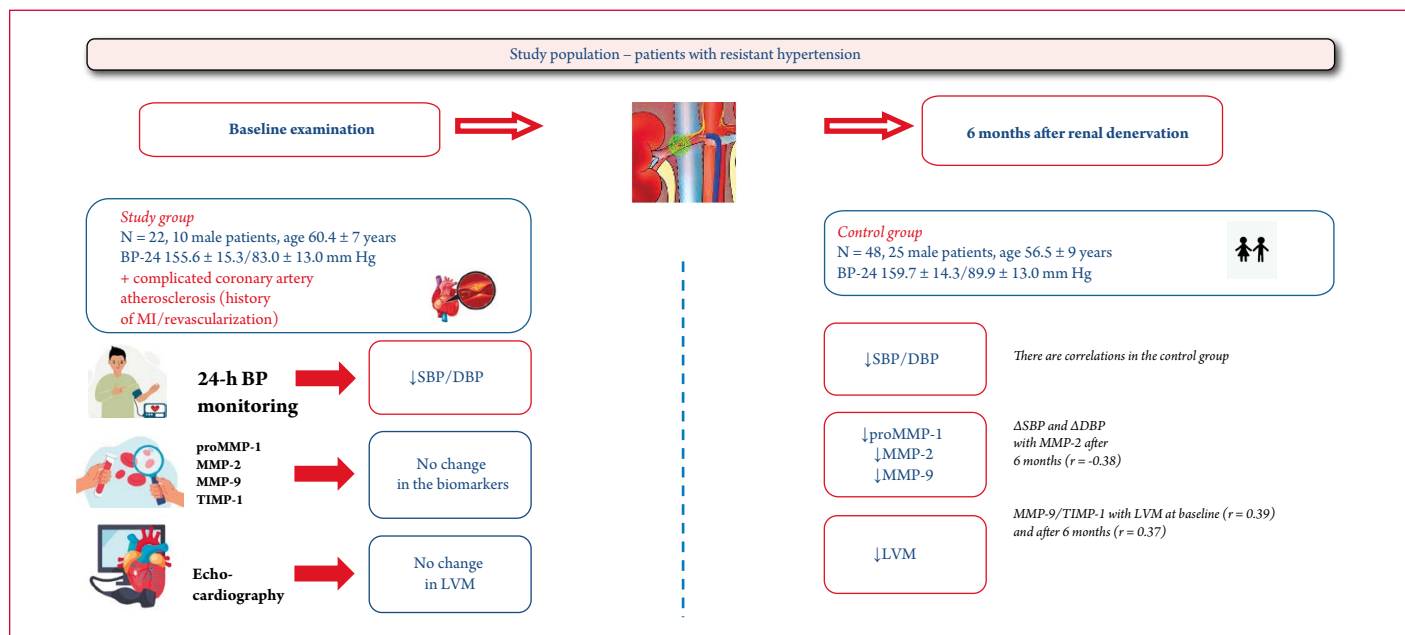 Study population – patients with resistant hypertension
Baseline examination
6 months after renal denervation
Study group
N = 22, 10 male patients, age 60.4 ± 7 years
BP-24 155.6 ± 15.3/83.0 ± 13.0 mm Hg
+ complicated coronary artery
atherosclerosis (history
of MI/revascularization)
24-h BP
monitoring
↓SBP/DBP
proMMP-1
MMP-2
MMP-9
TIMP-1
No change
in the biomarkers
Echo-
cardiography
No change
in LVM
Control group
N = 48, 25 male patients, age 56.5 ± 9 years
BP-24 159.7 ± 14.3/89.9 ± 13.0 mm Hg
↓SBP/DBP
There are correlations in the control group
↓proMMP-1
↓MMP-2
↓MMP-9
ΔSBP and ΔDBP
with MMP-2 after
6 months (r = -0.38)
↓LVM
MMP-9/TIMP-1 with LVM at baseline (r = 0.39)
and after 6 months (r = 0.37)